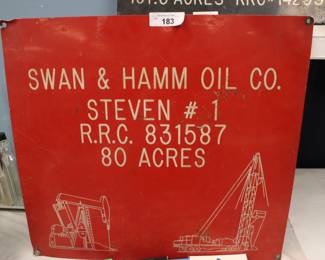 183
SWAN & HAMM OIL CO.
STEVEN # 1
R.R.C. 831587
80 ACRES